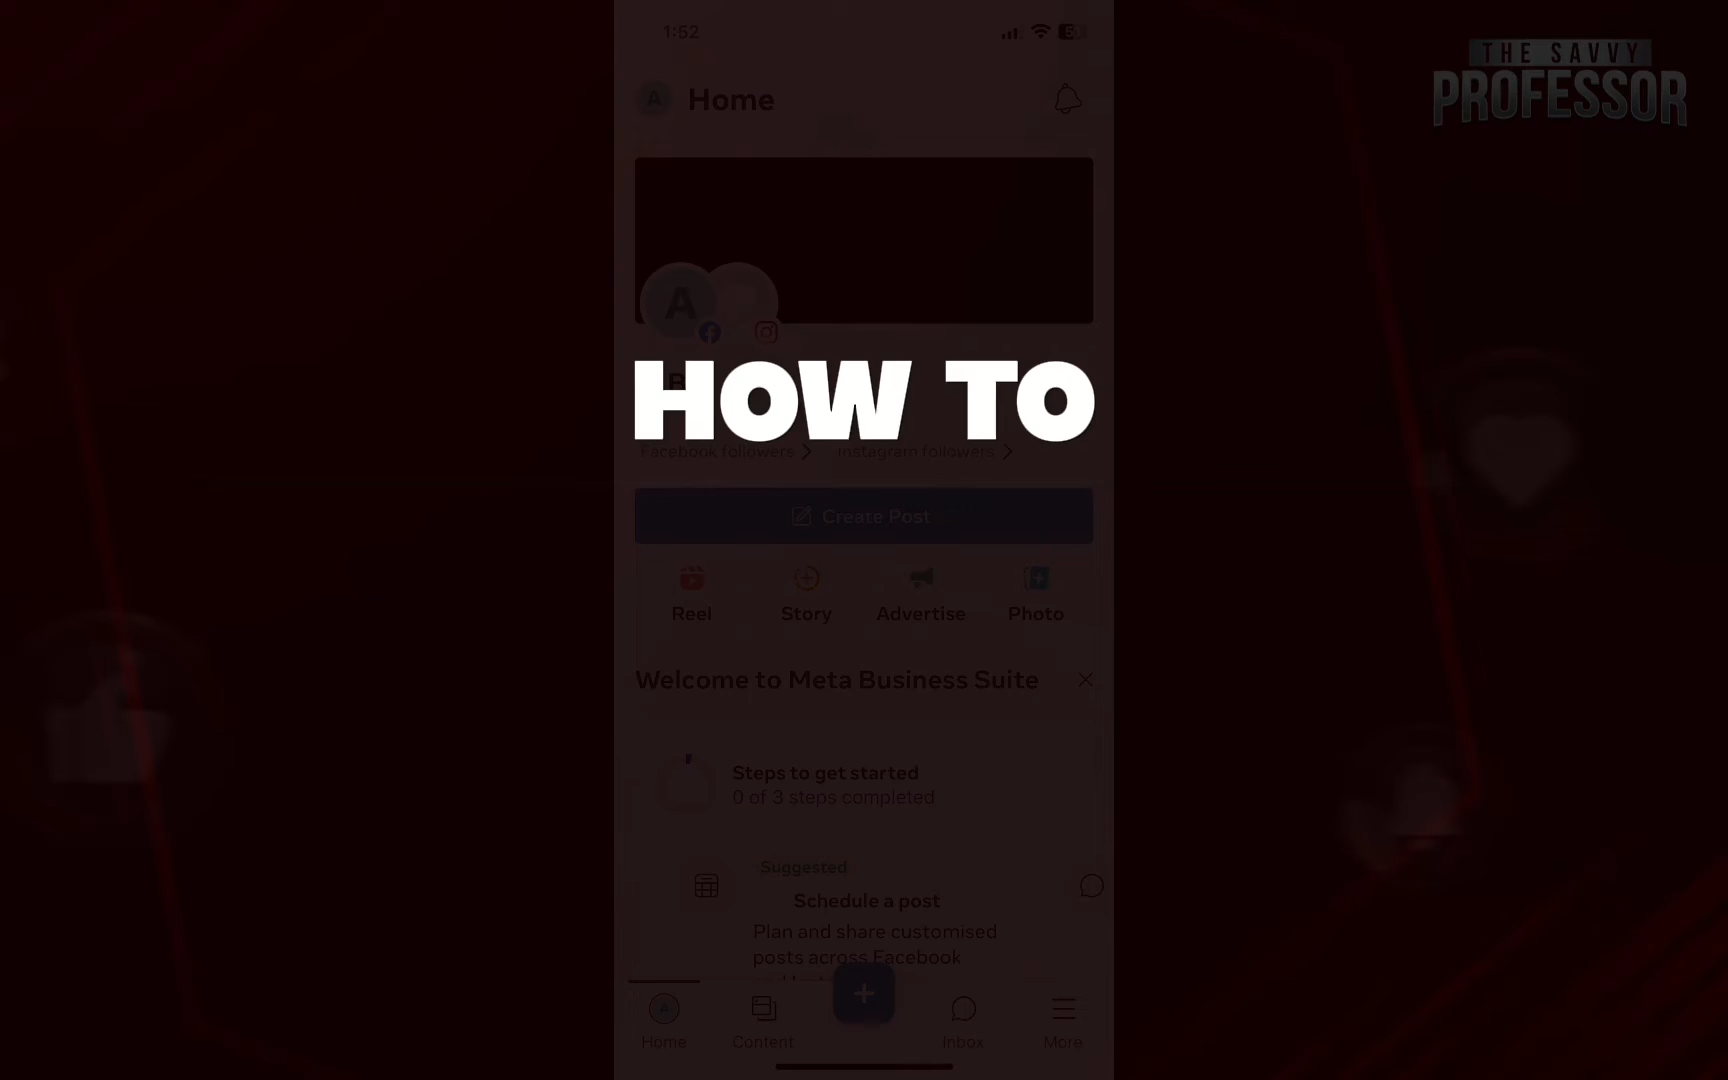 1:52
THE SAVVY
PROFESSOR
A Home
A
HOW TO
Facebook followers Instagram followers
Create Post
Reel Story Advertise Photo
Welcome to Meta Business Suite
Steps to get started
0 of 3 steps completed
Suggested
Schedule a post
Plan and share customised
posts across Facebook
Home Content Inbox More